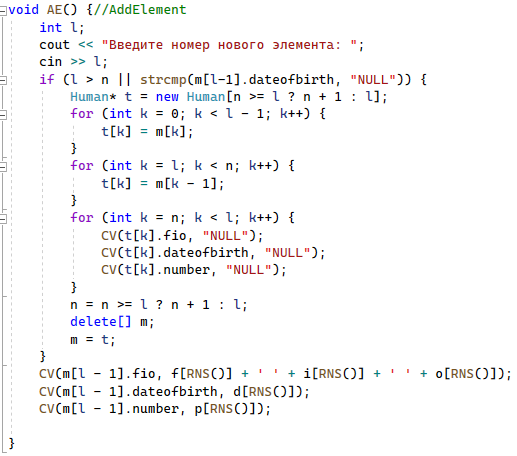 void AE() {//AddElement
    int l;
    cout << "Введите номер нового элемента: ";
    cin >> l;
    if (l > n || strcmp(m[l-1].dateofbirth, "NULL")) {
        Human* t = new Human[n >= l ? n + 1 : l];
        for (int k = 0; k < l - 1; k++) {
            t[k] = m[k];
        }
        for (int k = l; k < n; k++) {
            t[k] = m[k - 1];
        }
        for (int k = n; k < l; k++) {
            CV(t[k].fio, "NULL");
            CV(t[k].dateofbirth, "NULL");
            CV(t[k].number, "NULL");
        }
        n = n >= l ? n + 1 : l;
        delete[] m;
        m = t;
    }
    CV(m[l - 1].fio, f[RNS()] + ' ' + i[RNS()] + ' ' + o[RNS()]);
    CV(m[l - 1].dateofbirth, d[RNS()]);
    CV(m[l - 1].number, p[RNS()]);
}